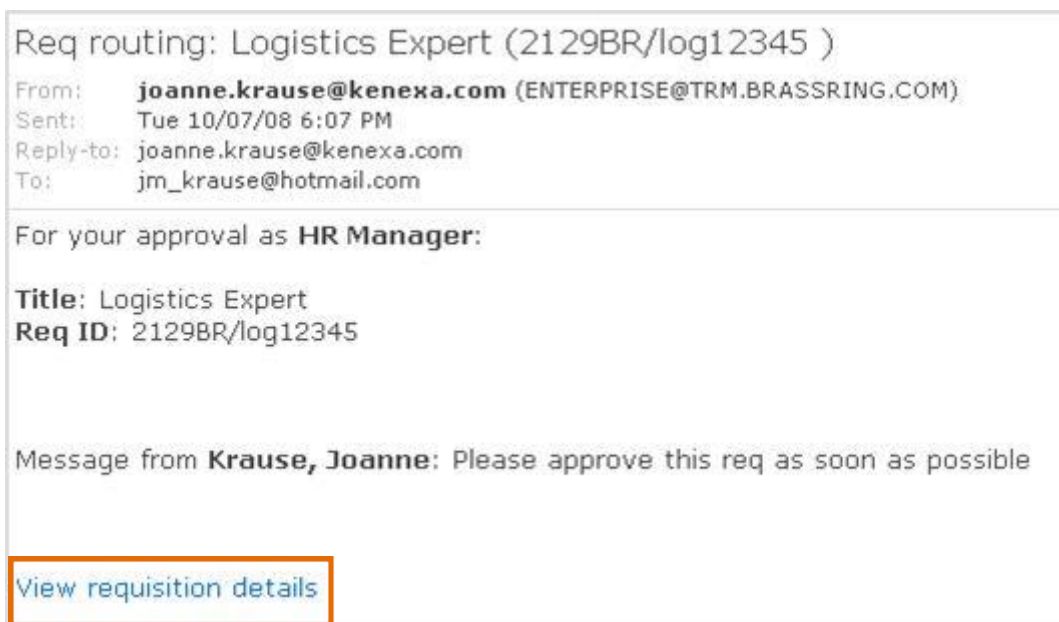 Req routing: Logistics Expert (2129BR/log12345 )
From: joanne.krause@kenexa.com (ENTERPRISE@TRM.BRASSRING.COM)
Sent: Tue 10/07/08 6:07 PM
Reply-to: joanne.krause@kenexa.com
To: jm_krause@hotmail.com
For your approval as HR Manager:
Title: Logistics Expert
Req ID: 2129BR/log12345
Message from Krause, Joanne: Please approve this req as soon as possible
View requisition details